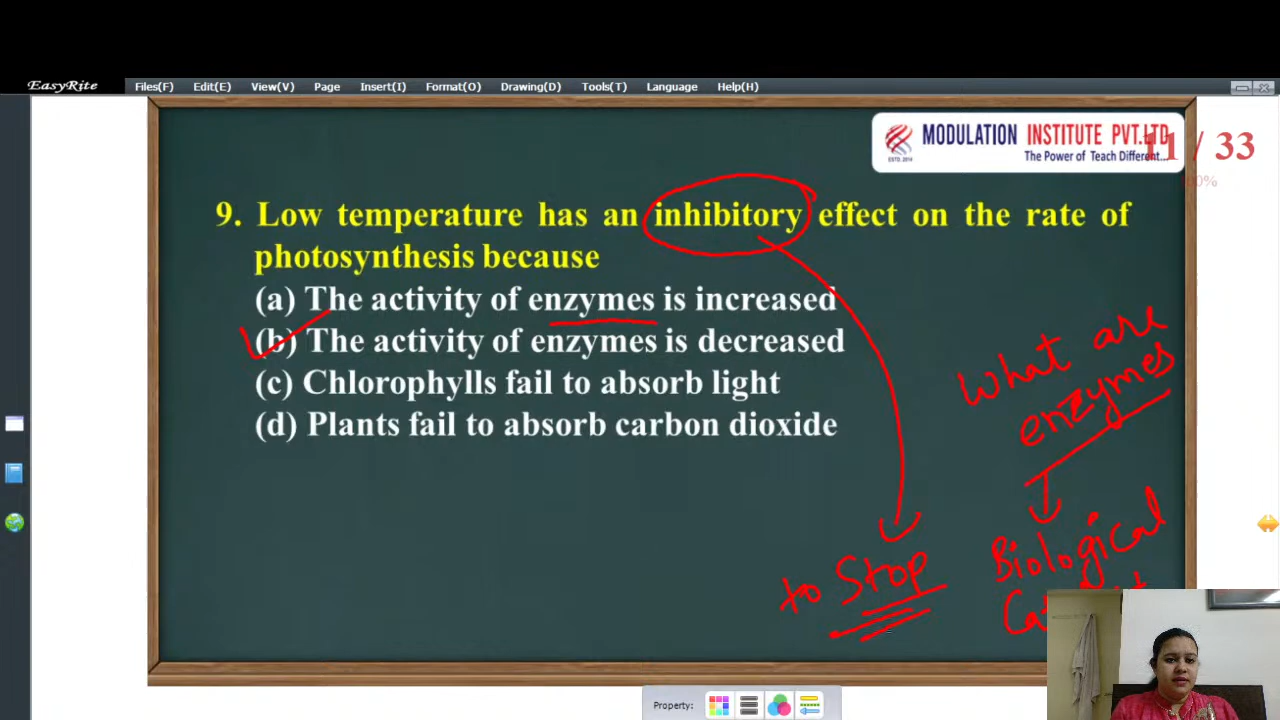 EasyRite Files(F) Edit(E) View(V) Page Insert(I) Format(O) Drawing(D) Tools(T) Language Help(H)
MODULATION INSTITUTE PVT.LTD
The Power of Teach Different...
ESTD. 2014
11 / 33
100%
9. Low temperature has an inhibitory effect on the rate of
photosynthesis because
(a) The activity of enzymes is increased
(b) The activity of enzymes is decreased
(c) Chlorophylls fail to absorb light
(d) Plants fail to absorb carbon dioxide
What are
enzymes
to Stop
Biological
Property: